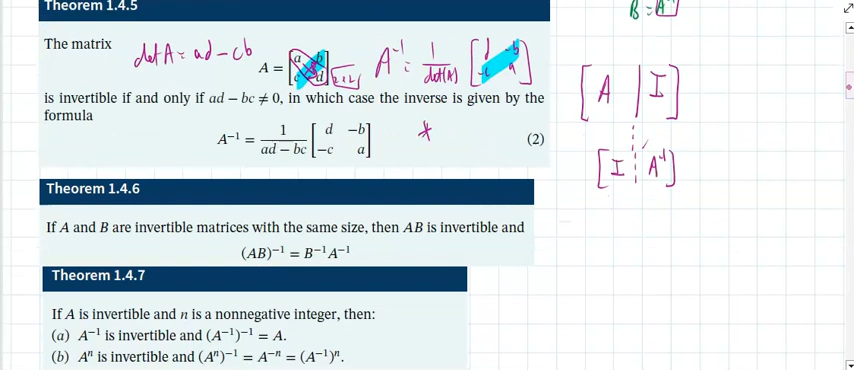 Theorem 1.4.5
B = A⁻¹
The matrix
det A = ad − cb
A = [a b; c d] 2×2
A⁻¹ = 1/det(A) [d −b; −c a]
is invertible if and only if ad − bc ≠ 0, in which case the inverse is given by the
formula
A⁻¹ = 1/(ad − bc) [d −b; −c a] * (2)
[A | I]
[I | A⁻¹]
Theorem 1.4.6
If A and B are invertible matrices with the same size, then AB is invertible and
(AB)⁻¹ = B⁻¹A⁻¹
Theorem 1.4.7
If A is invertible and n is a nonnegative integer, then:
(a) A⁻¹ is invertible and (A⁻¹)⁻¹ = A.
(b) Aⁿ is invertible and (Aⁿ)⁻¹ = A⁻ⁿ = (A⁻¹)ⁿ.